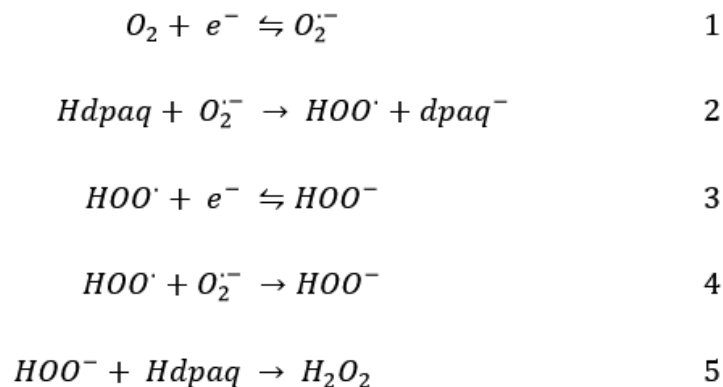 O₂ + e⁻ ⇆ O₂·⁻ 1
Hdpaq + O₂·⁻ → HOO· + dpaq⁻ 2
HOO· + e⁻ ⇆ HOO⁻ 3
HOO· + O₂·⁻ → HOO⁻ 4
HOO⁻ + Hdpaq → H₂O₂ 5